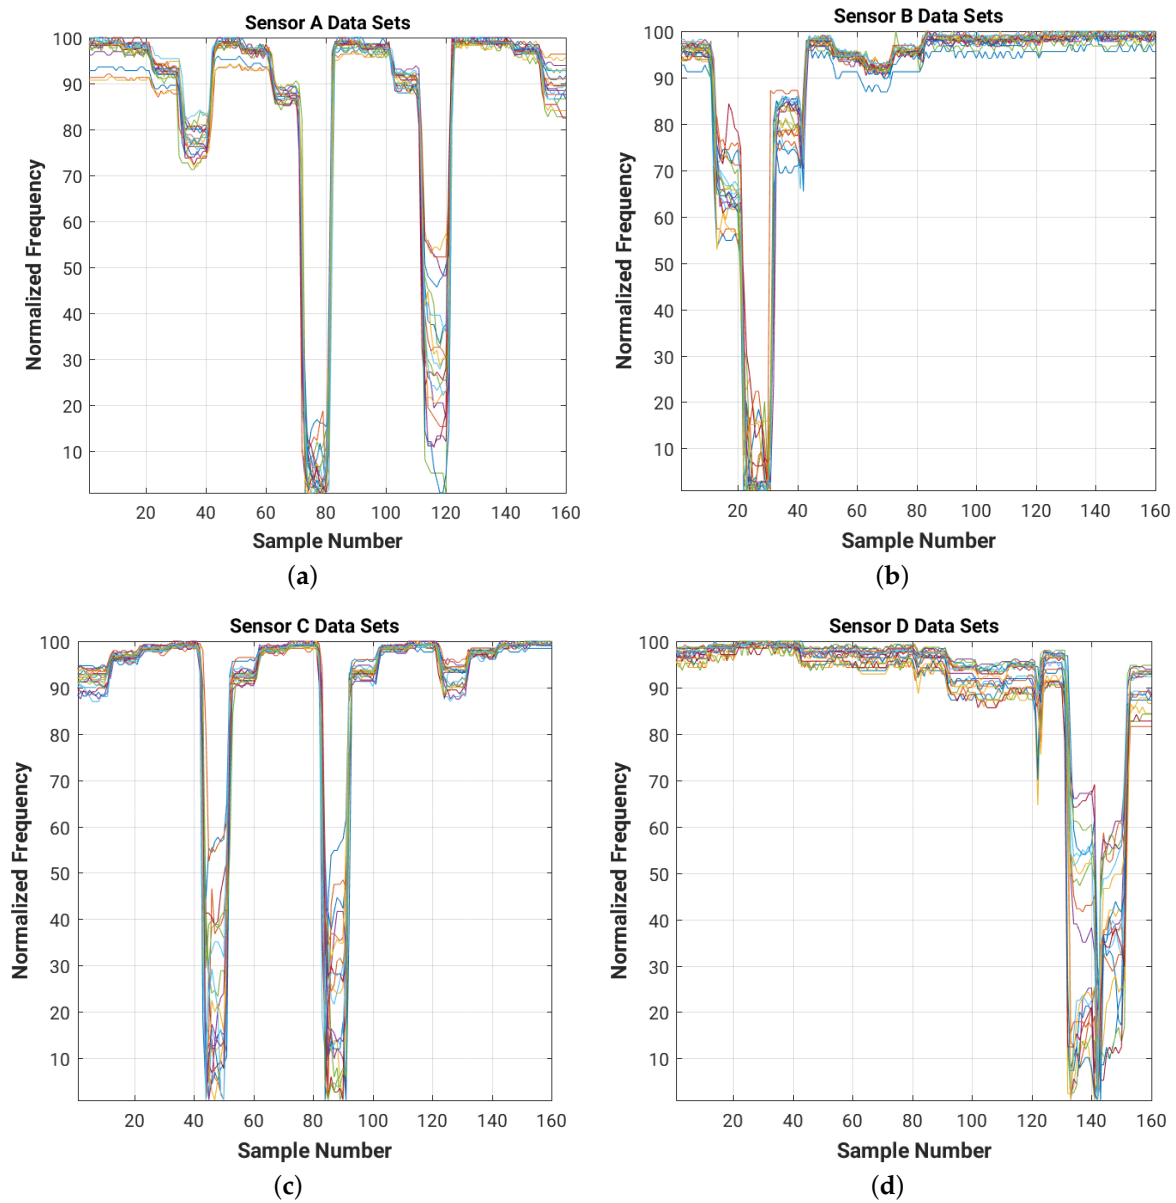 Sensor A Data Sets
100
90
80
70
60
50
40
30
20
10
Normalized Frequency
20 40 60 80 100 120 140 160
Sample Number
(a)
Sensor B Data Sets
100
90
80
70
60
50
40
30
20
10
Normalized Frequency
20 40 60 80 100 120 140 160
Sample Number
(b)
Sensor C Data Sets
100
90
80
70
60
50
40
30
20
10
Normalized Frequency
20 40 60 80 100 120 140 160
Sample Number
(c)
Sensor D Data Sets
100
90
80
70
60
50
40
30
20
10
Normalized Frequency
20 40 60 80 100 120 140 160
Sample Number
(d)